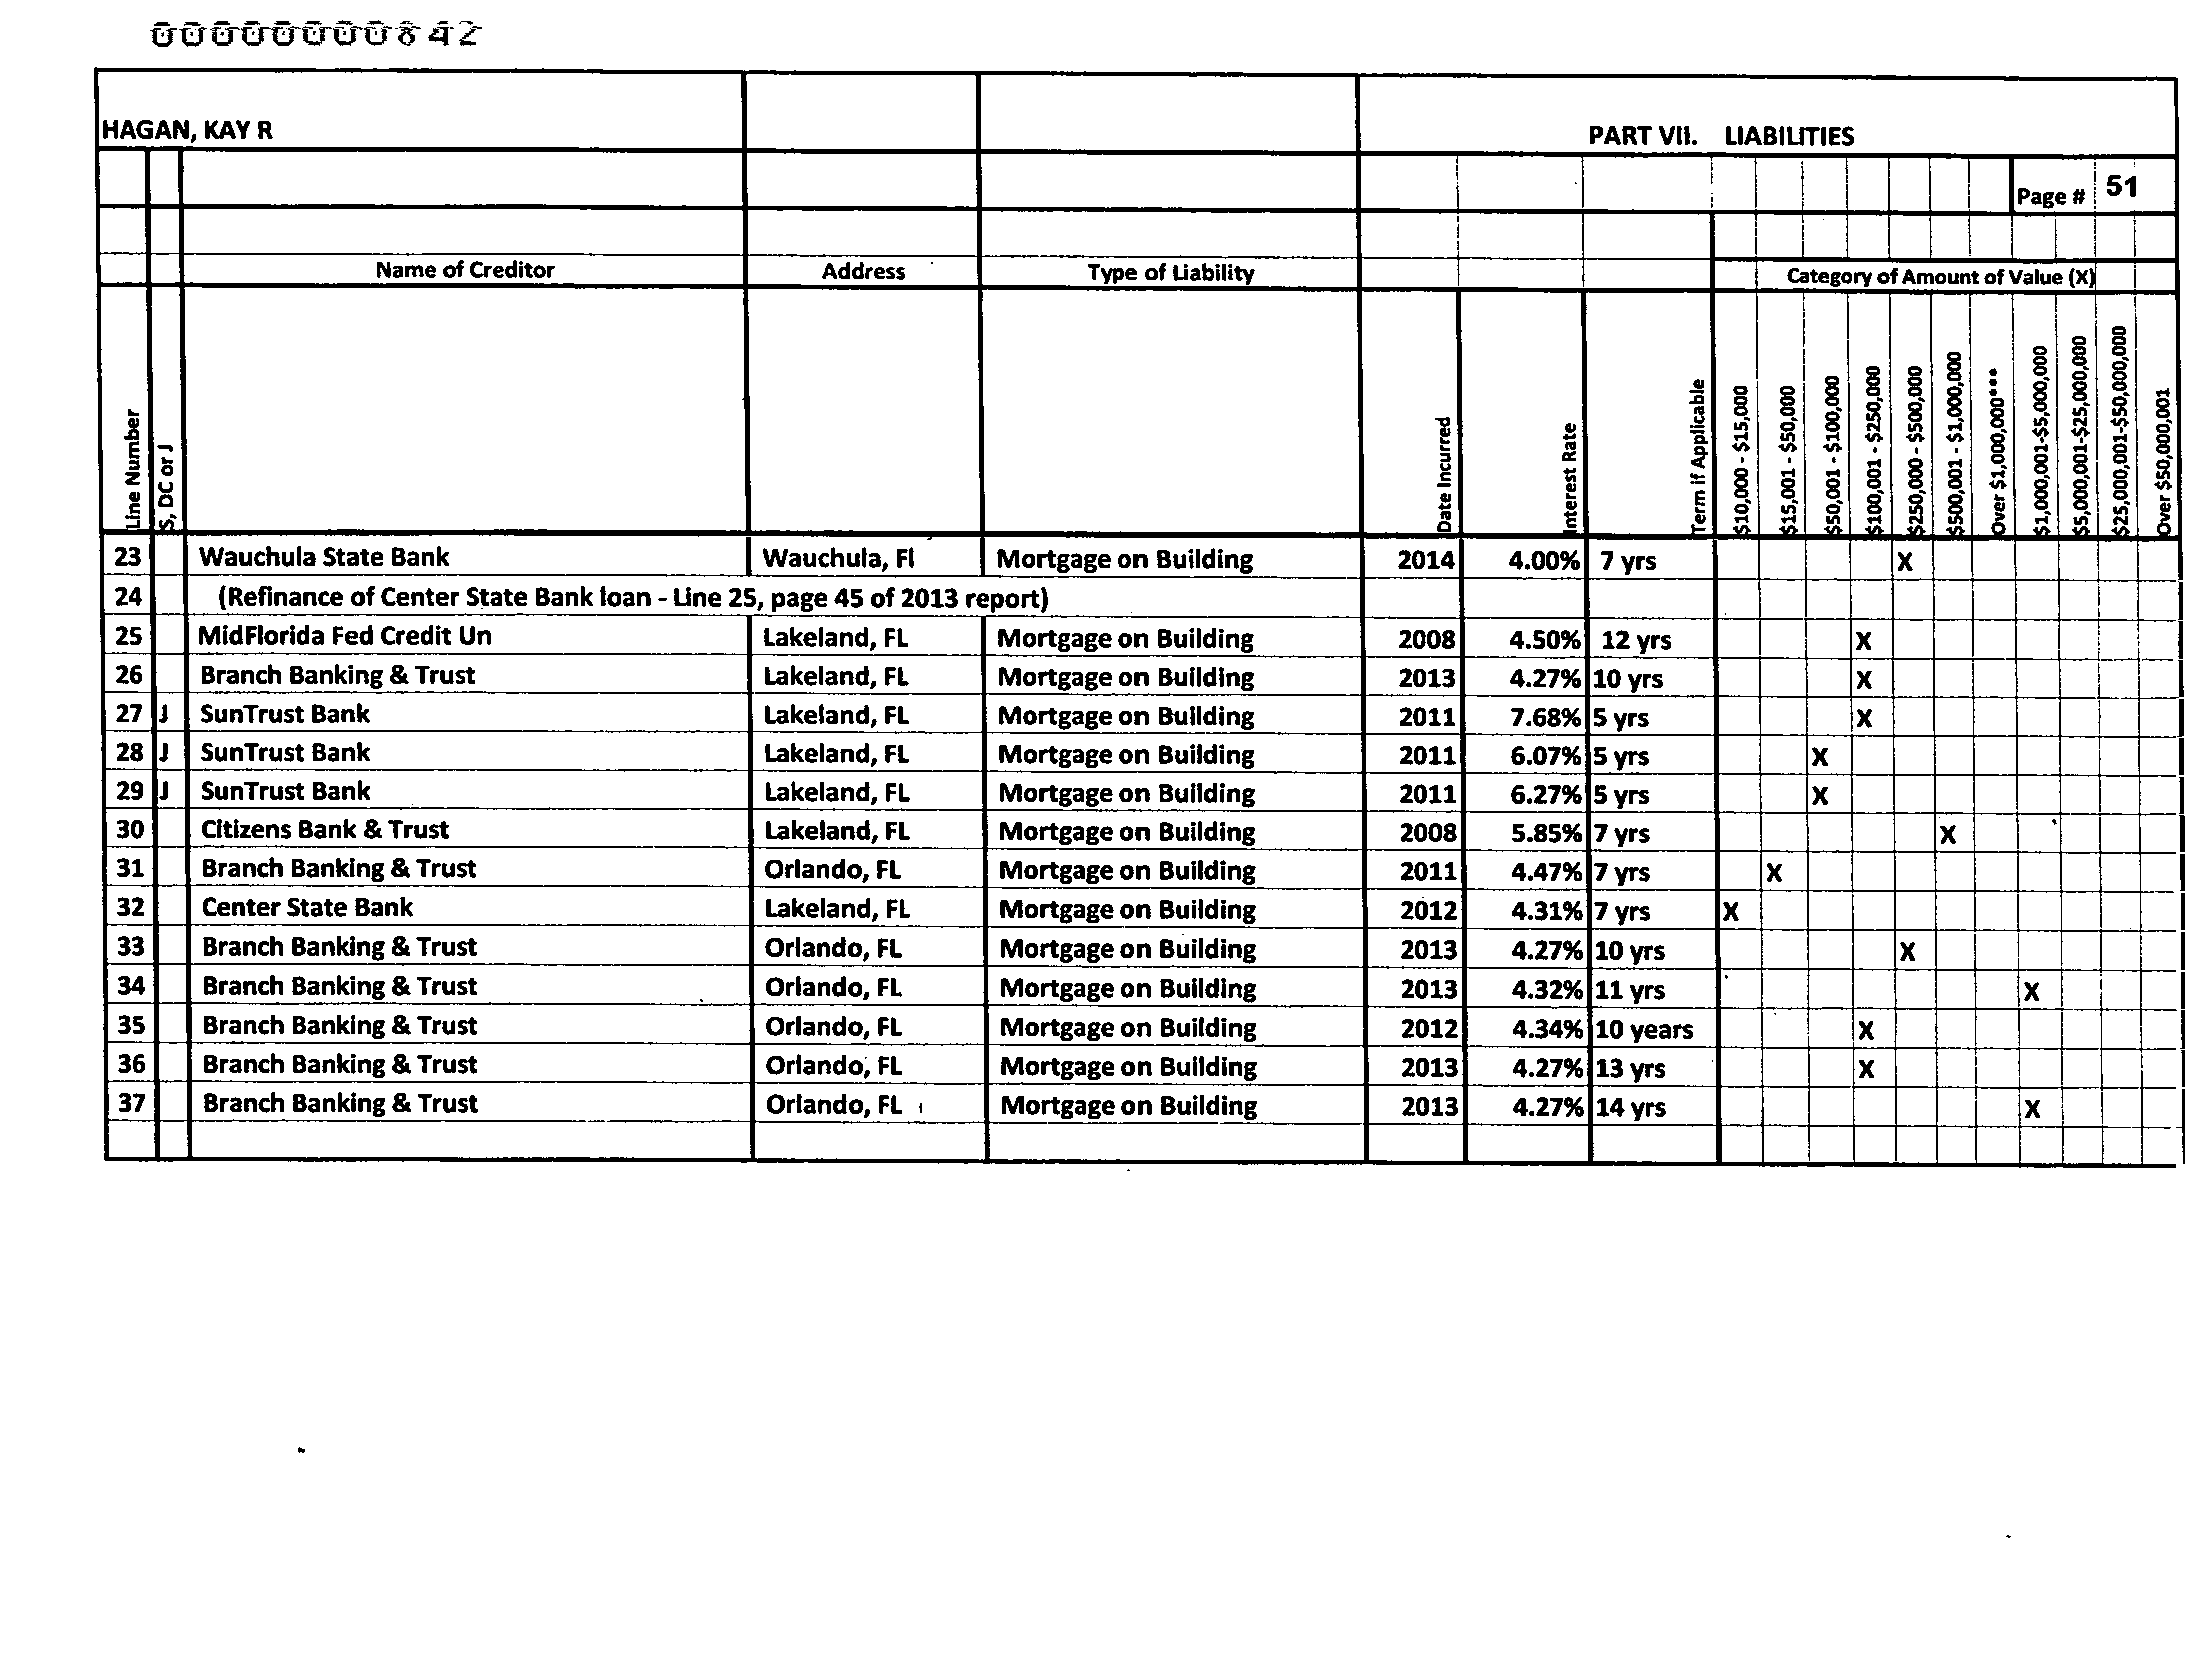 00000000842
HAGAN, KAY R
PART VII. LIABILITIES
Page # 51
Name of Creditor Address Type of Liability Category of Amount of Value (X)
Line Number S, DC or J Date Incurred Interest Rate Term if Applicable $10,000 - $15,000 $15,001 - $50,000 $50,001 - $100,000 $100,001 - $250,000 $250,000 - $500,000 $500,001 - $1,000,000 Over $1,000,000*** $1,000,001-$5,000,000 $5,000,001-$25,000,000 $25,000,001-$50,000,000 Over $50,000,001
23 Wauchula State Bank Wauchula, Fl Mortgage on Building 2014 4.00% 7 yrs X
24 (Refinance of Center State Bank loan - Line 25, page 45 of 2013 report)
25 MidFlorida Fed Credit Un Lakeland, FL Mortgage on Building 2008 4.50% 12 yrs X
26 Branch Banking & Trust Lakeland, FL Mortgage on Building 2013 4.27% 10 yrs X
27 J SunTrust Bank Lakeland, FL Mortgage on Building 2011 7.68% 5 yrs X
28 J SunTrust Bank Lakeland, FL Mortgage on Building 2011 6.07% 5 yrs X
29 J SunTrust Bank Lakeland, FL Mortgage on Building 2011 6.27% 5 yrs X
30 Citizens Bank & Trust Lakeland, FL Mortgage on Building 2008 5.85% 7 yrs X
31 Branch Banking & Trust Orlando, FL Mortgage on Building 2011 4.47% 7 yrs X
32 Center State Bank Lakeland, FL Mortgage on Building 2012 4.31% 7 yrs X
33 Branch Banking & Trust Orlando, FL Mortgage on Building 2013 4.27% 10 yrs X
34 Branch Banking & Trust Orlando, FL Mortgage on Building 2013 4.32% 11 yrs X
35 Branch Banking & Trust Orlando, FL Mortgage on Building 2012 4.34% 10 years X
36 Branch Banking & Trust Orlando, FL Mortgage on Building 2013 4.27% 13 yrs X
37 Branch Banking & Trust Orlando, FL Mortgage on Building 2013 4.27% 14 yrs X